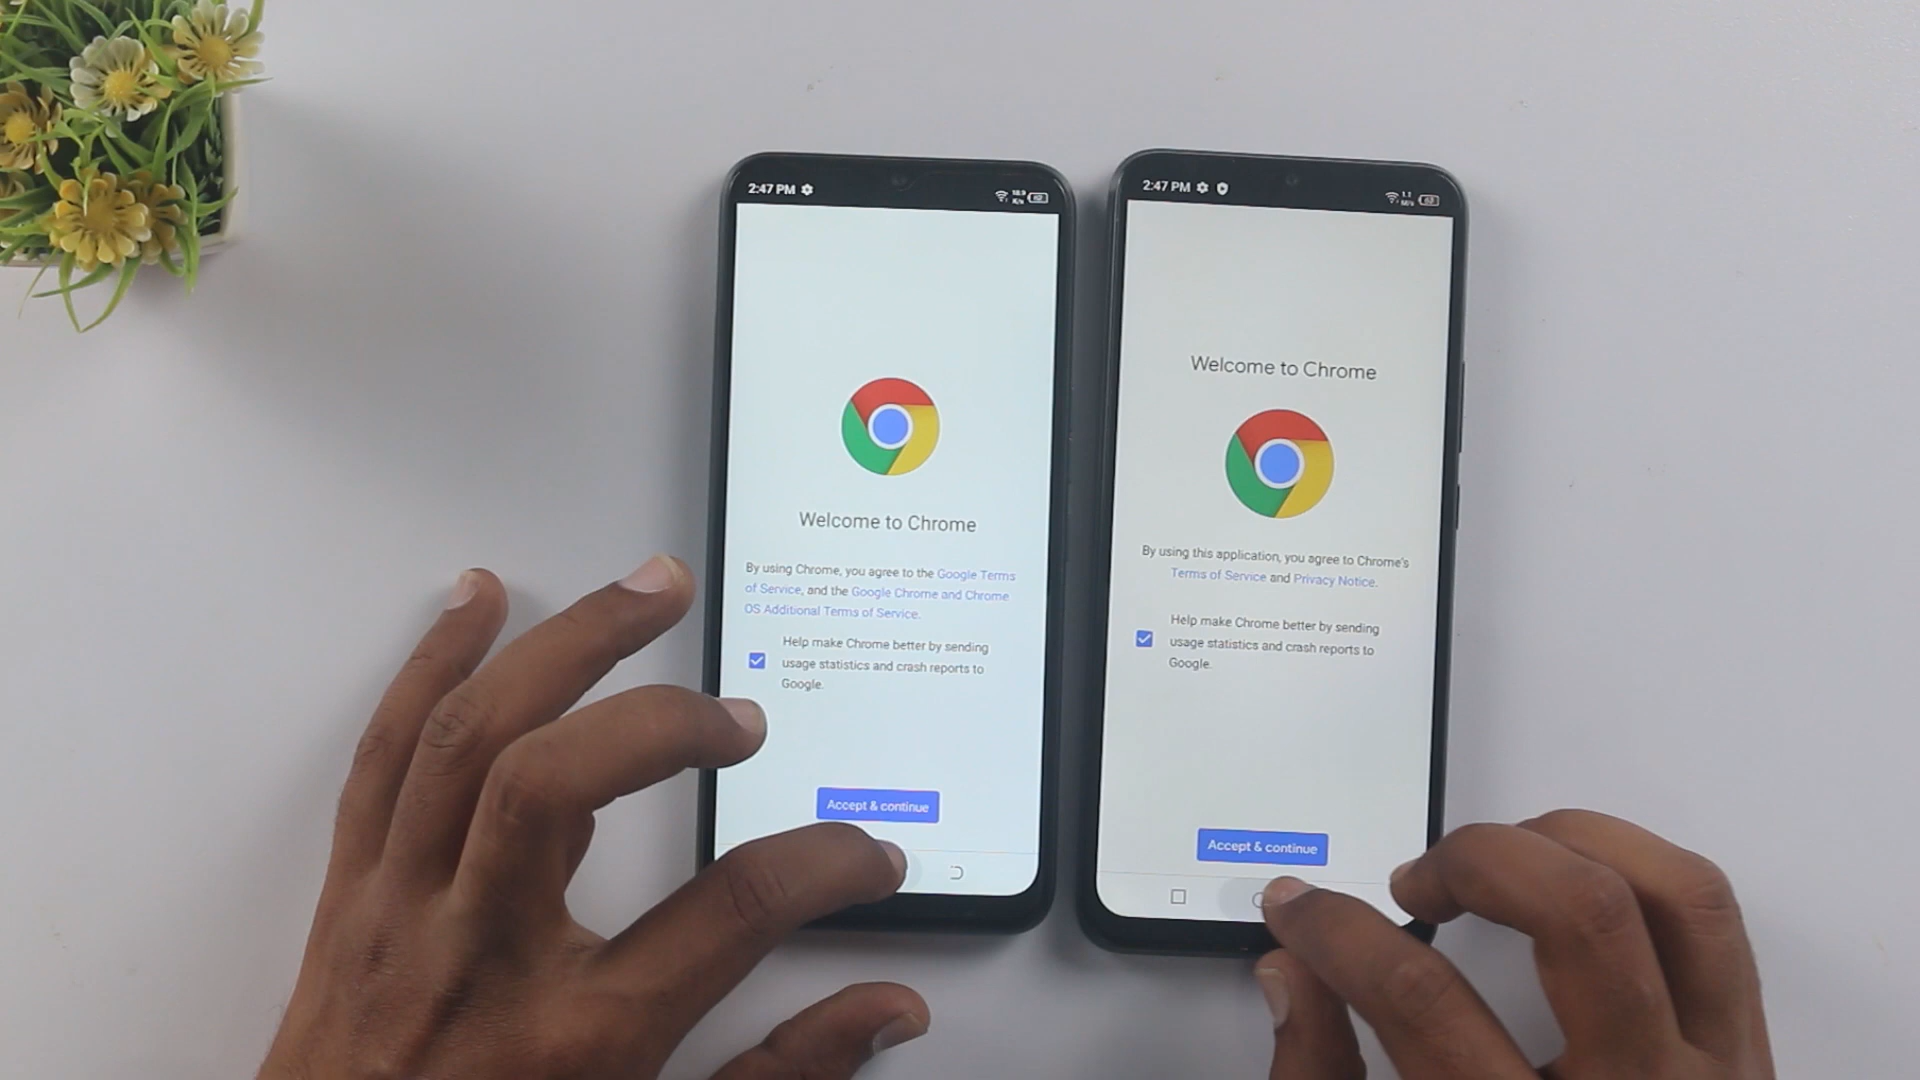 2:47 PM
Welcome to Chrome
By using Chrome, you agree to the Google Terms
of Service, and the Google Chrome and Chrome
OS Additional Terms of Service.
Help make Chrome better by sending
usage statistics and crash reports to
Google.
Accept & continue
2:47 PM
Welcome to Chrome
By using this application, you agree to Chrome's
Terms of Service and Privacy Notice.
Help make Chrome better by sending
usage statistics and crash reports to
Google.
Accept & continue